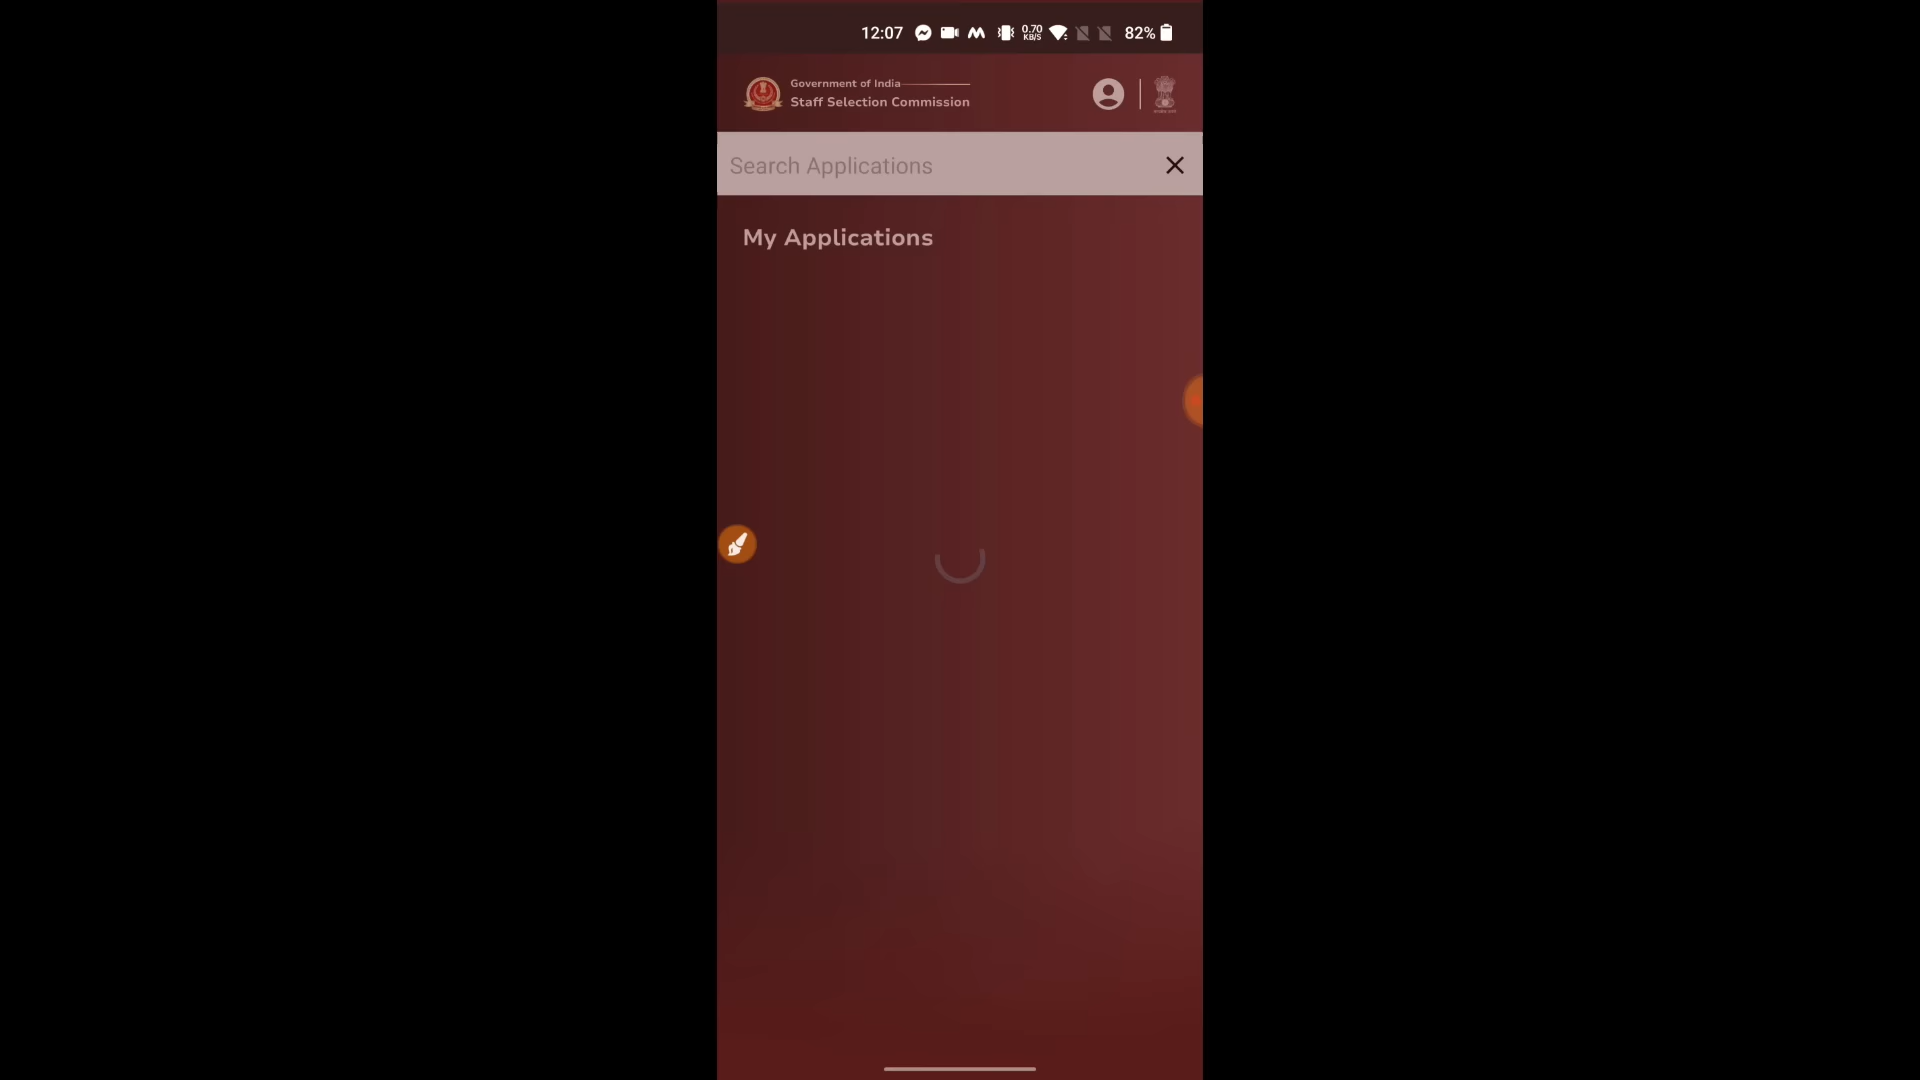 12:07
0.70
KB/S
82%
Government of India
Staff Selection Commission
Search Applications
My Applications